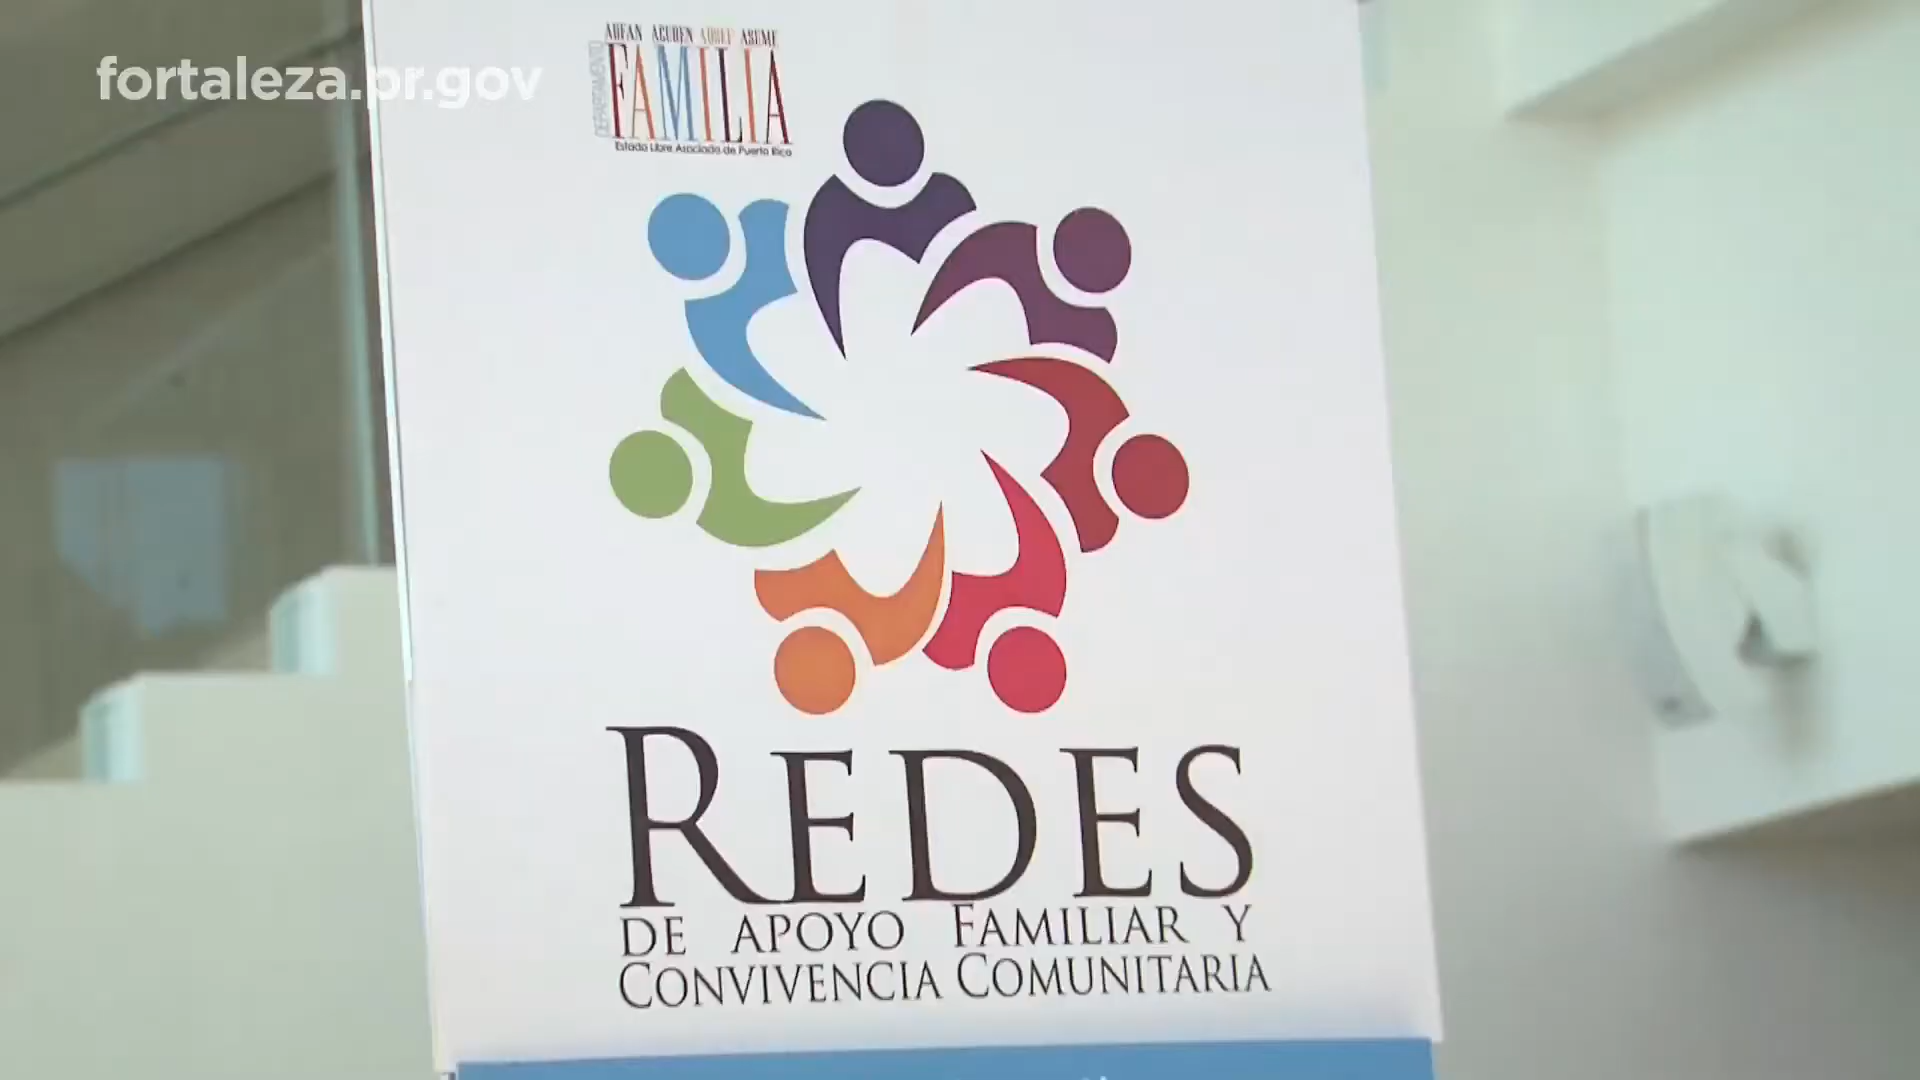 fortaleza.pr.gov
ADFAN ACUDEN ADSEF ASUME
DEPARTAMENTO
FAMILIA
Estado Libre Asociado de Puerto Rico
REDES
DE APOYO FAMILIAR Y
CONVIVENCIA COMUNITARIA